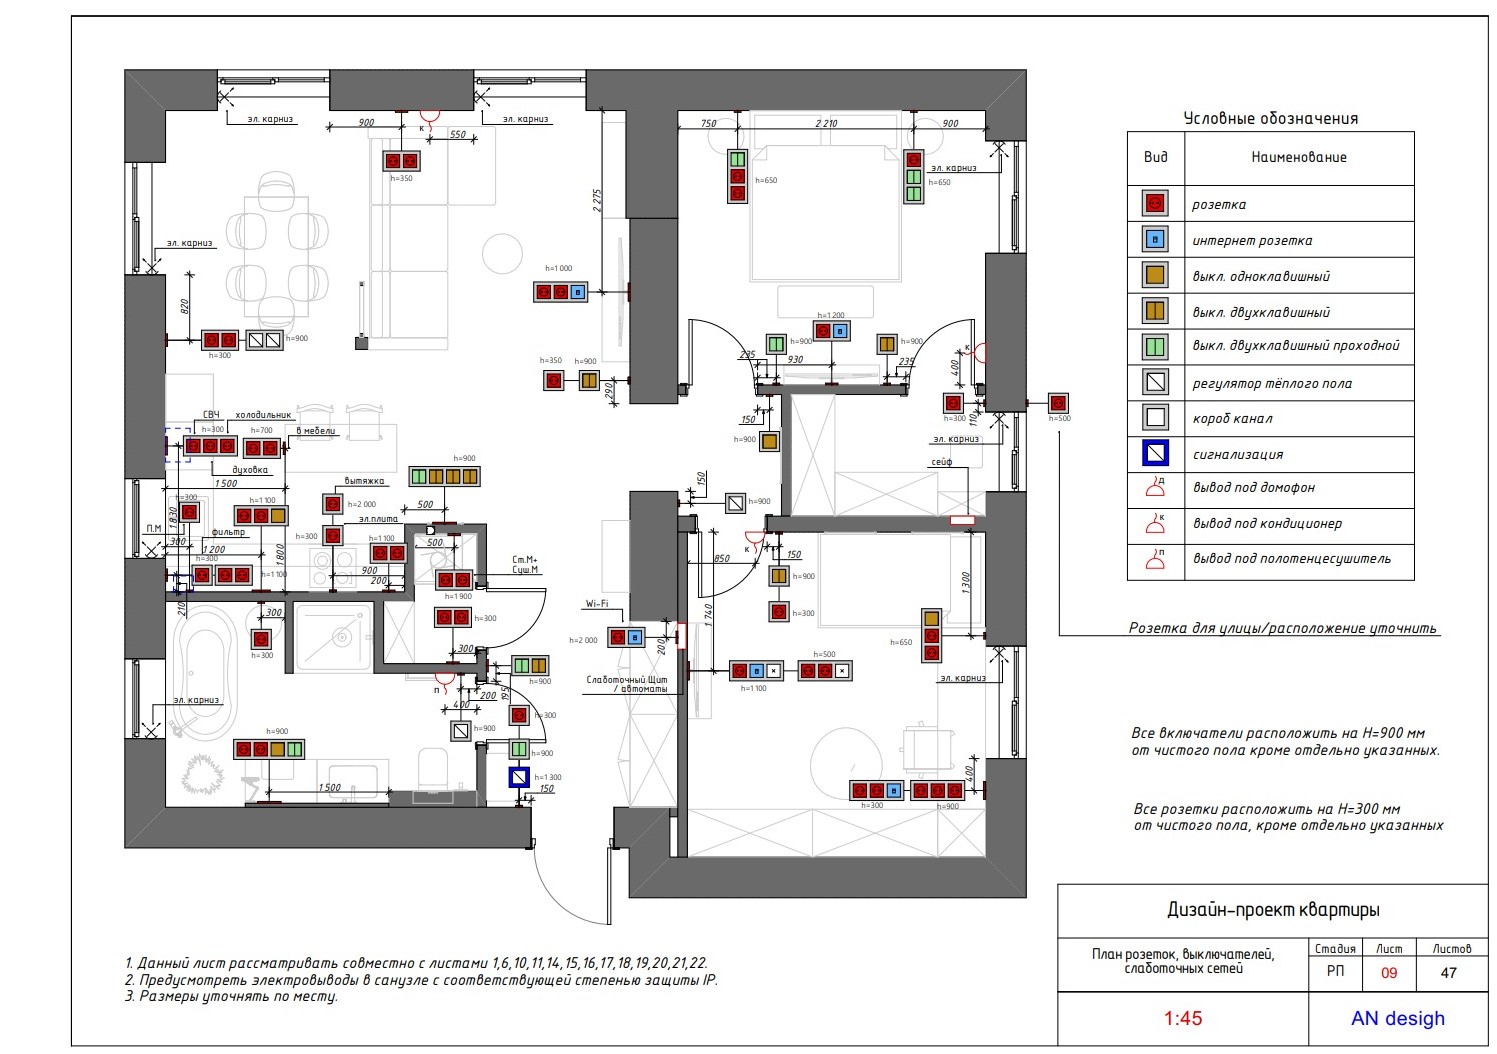 эл. карниз
900
к
550
эл. карниз
h=350
эл. карниз
820
h=300
h=900
2 275
h=1 000
h=350
h=900
290
750
2 210
900
h=650
эл. карниз
h=650
h=1200
h=900
235
930
h=900
235
к
400
h=300
110
h=500
150
h=900
эл. карниз
сейф
150
h=900
СВЧ
холодильник
h=300
h=700
в мебели
духовка
1 500
h=900
h=300
1 830
h=1100
вытяжка
h=2 000
500
П.М
фильтр
300
1 200
h=300
эл.плита
h=1100
500
h=300
h=1100
1 800
900
200
210
Ст.М+
Суш.М
h=1 900
300
h=300
h=300
300
Wi-Fi
h=2 000
200
h=900
195
Слаботочный Щит
/ автоматы
эл. карниз
п
200
400
h=900
h=300
h=900
h=900
h=1 300
150
1 500
850
к
150
h=900
h=300
1 740
1 300
h=650
h=500
h=1100
эл. карниз
400
h=300
h=900
Условные обозначения
Вид
Наименование
розетка
интернет розетка
выкл. одноклавишный
выкл. двухклавишный
выкл. двухклавишный проходной
регулятор тёплого пола
короб канал
сигнализация
д
вывод под домофон
к
вывод под кондиционер
п
вывод под полотенцесушитель
Розетка для улицы/расположение уточнить
Все включатели расположить на H=900 мм
от чистого пола кроме отдельно указанных.
Все розетки расположить на H=300 мм
от чистого пола, кроме отдельно указанных
1. Данный лист рассматривать совместно с листами 1,6,10,11,14,15,16,17,18,19,20,21,22.
2. Предусмотреть электровыводы в санузле с соответствующей степенью защиты IP.
3. Размеры уточнять по месту.
Дизайн-проект квартиры
План розеток, выключателей,
слаботочных сетей
Стадия
Лист
Листов
РП
09
47
1:45
AN desigh